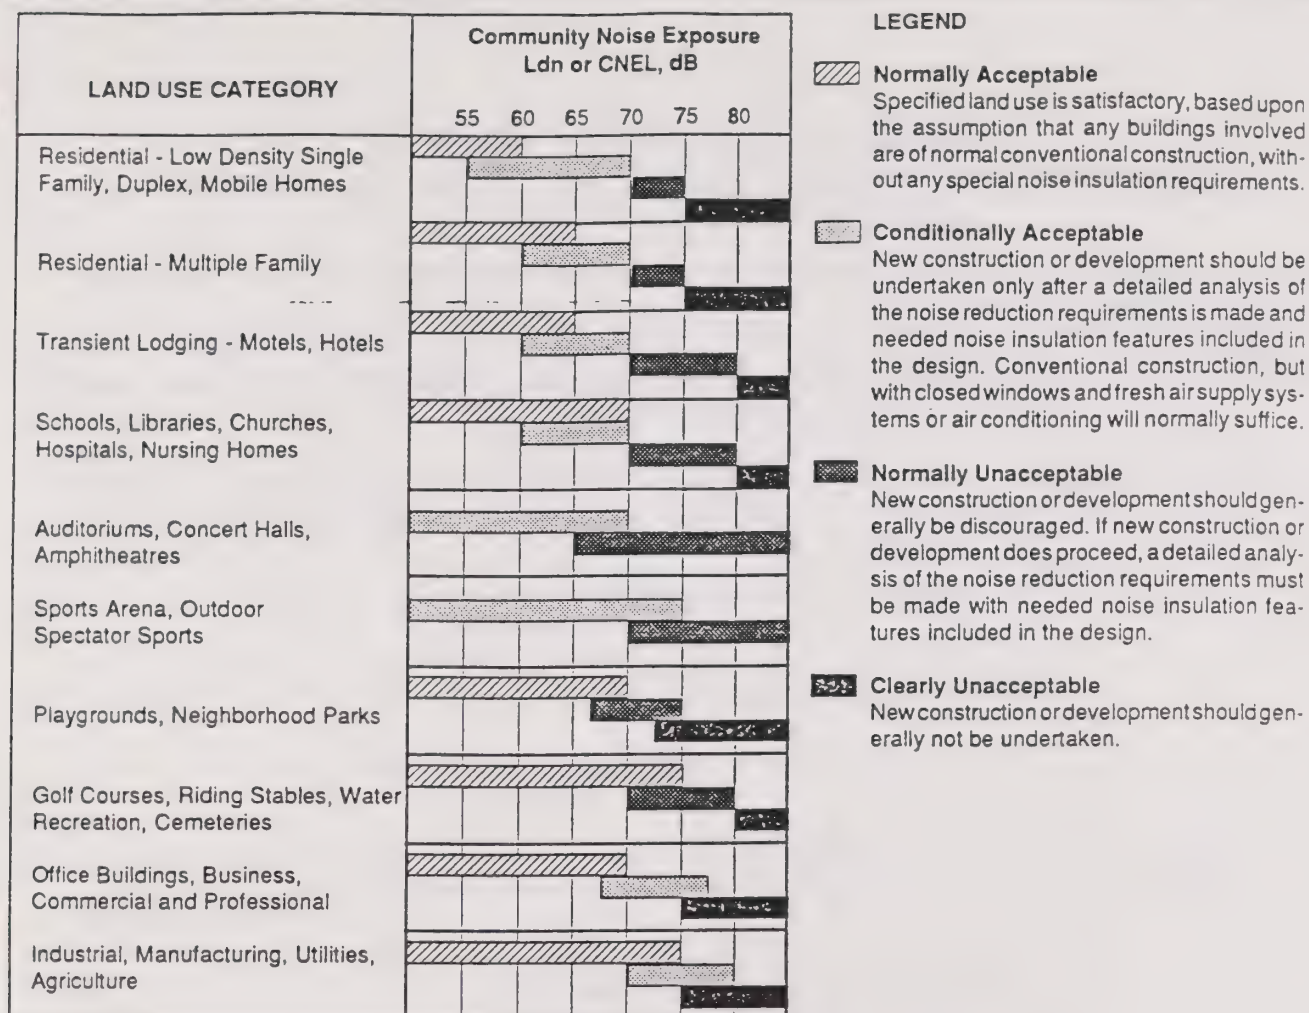 LAND USE CATEGORY
Community Noise Exposure
Ldn or CNEL, dB
55 60 65 70 75 80
Residential - Low Density Single
Family, Duplex, Mobile Homes
Residential - Multiple Family
Transient Lodging - Motels, Hotels
Schools, Libraries, Churches,
Hospitals, Nursing Homes
Auditoriums, Concert Halls,
Amphitheatres
Sports Arena, Outdoor
Spectator Sports
Playgrounds, Neighborhood Parks
Golf Courses, Riding Stables, Water
Recreation, Cemeteries
Office Buildings, Business,
Commercial and Professional
Industrial, Manufacturing, Utilities,
Agriculture
LEGEND
Normally Acceptable
Specified land use is satisfactory, based upon
the assumption that any buildings involved
are of normal conventional construction, with-
out any special noise insulation requirements.
Conditionally Acceptable
New construction or development should be
undertaken only after a detailed analysis of
the noise reduction requirements is made and
needed noise insulation features included in
the design. Conventional construction, but
with closed windows and fresh air supply sys-
tems or air conditioning will normally suffice.
Normally Unacceptable
New construction or development should gen-
erally be discouraged. If new construction or
development does proceed, a detailed analy-
sis of the noise reduction requirements must
be made with needed noise insulation fea-
tures included in the design.
Clearly Unacceptable
New construction or development should gen-
erally not be undertaken.